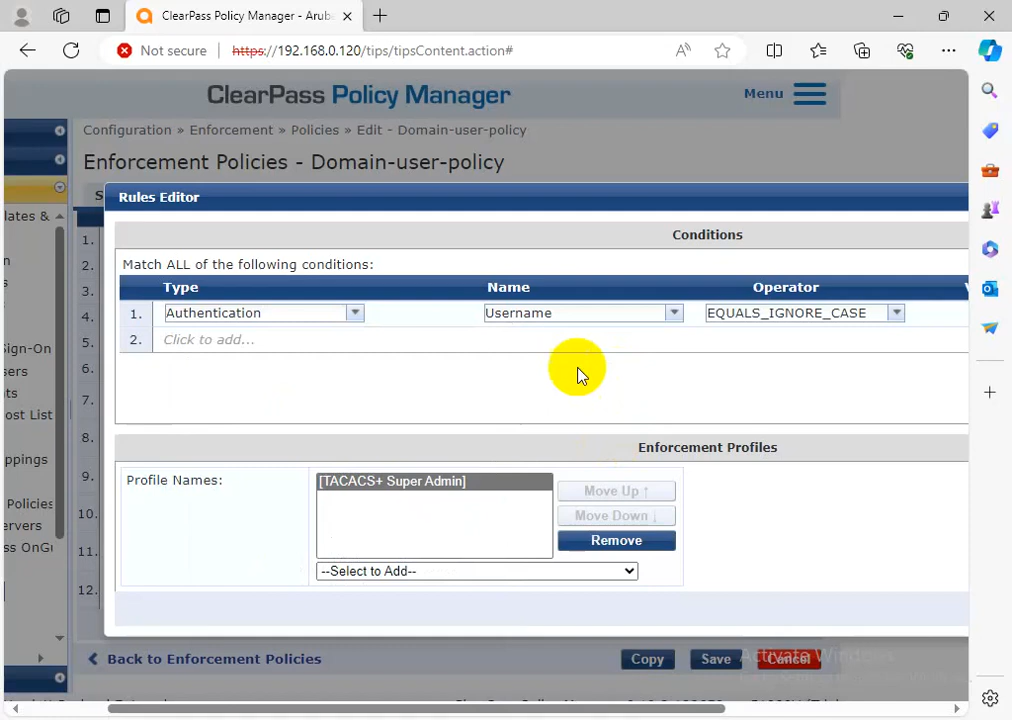 ClearPass Policy Manager - Aru
Not secure
https://192.168.0.120/tips/tipsContent.action#
ClearPass Policy Manager
Menu
Configuration » Enforcement » Policies » Edit - Domain-user-policy
Enforcement Policies - Domain-user-policy
S
Rules Editor
lates &
1.
Conditions
2.
Match ALL of the following conditions:
3.
Type Name Operator
4.
1. Authentication Username EQUALS_IGNORE_CASE
5.
2. Click to add...
ign-On
6.
sers
nts
7.
ost List
8.
Enforcement Profiles
ppings
9.
Profile Names:
[TACACS+ Super Admin]
Move Up ↑
Policies
10.
Move Down ↓
ervers
Remove
ss OnGu
11.
--Select to Add--
12.
Back to Enforcement Policies
Copy
Save
Cancel
Activate Windows